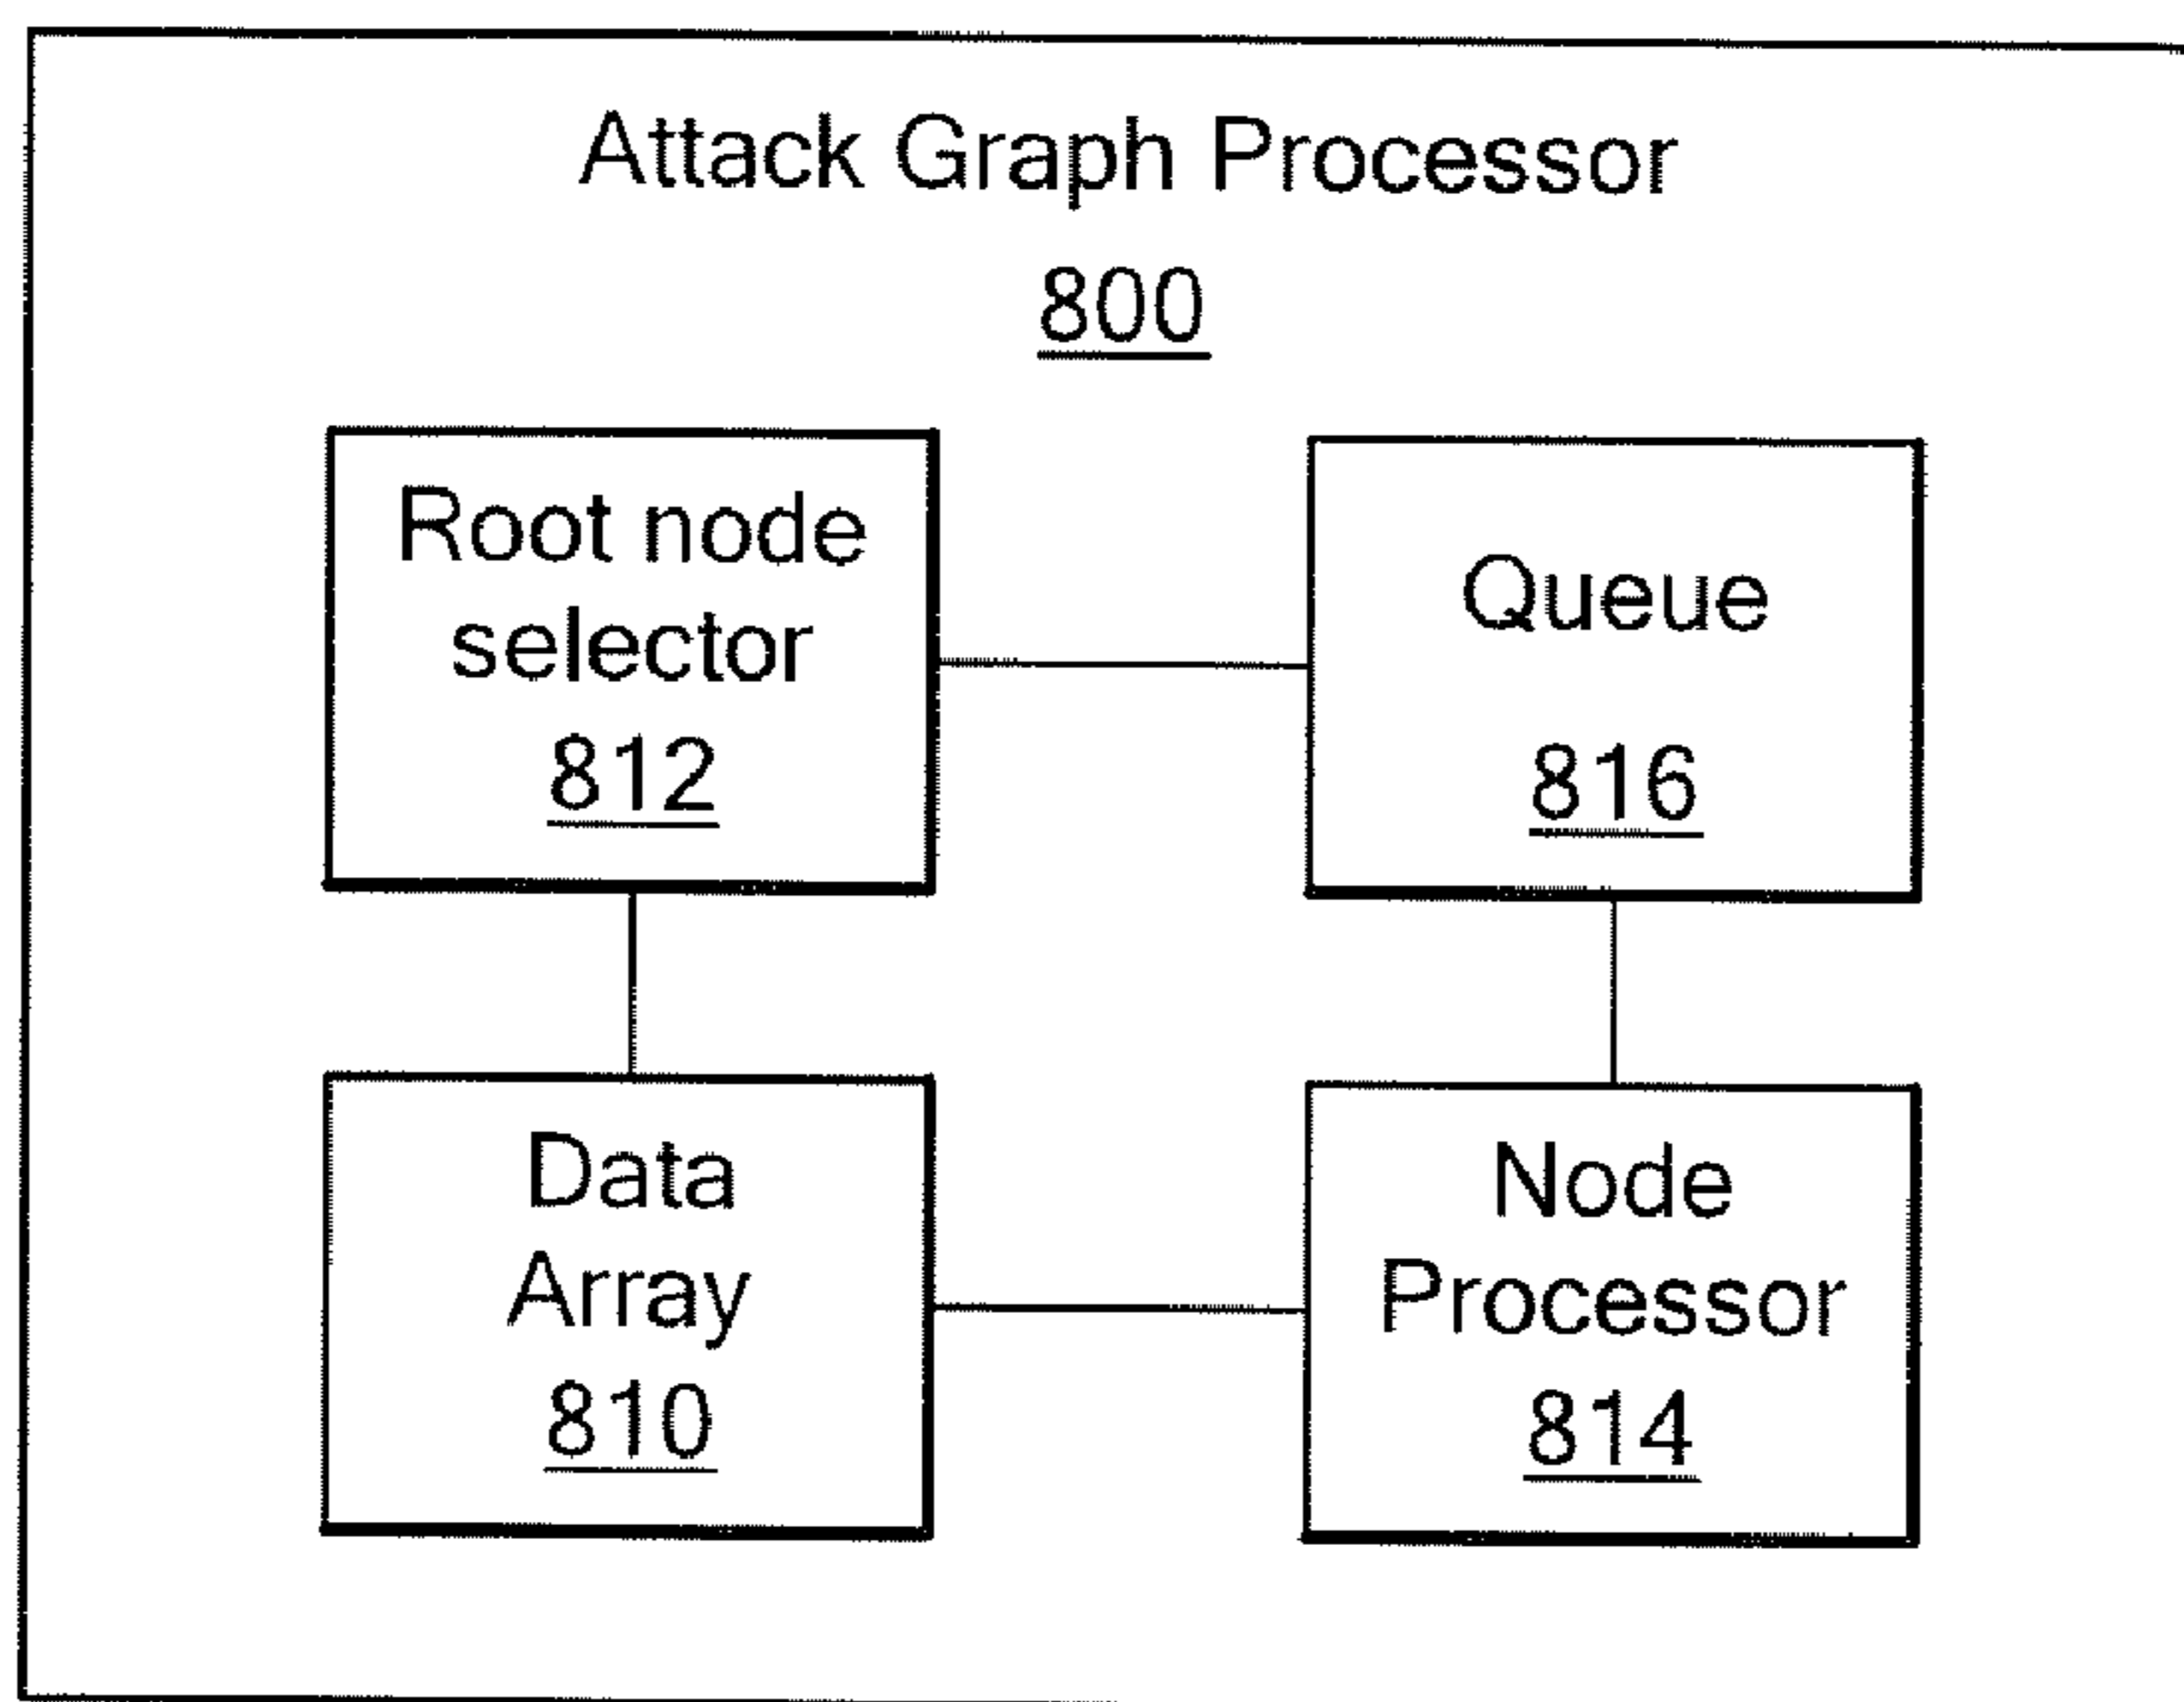 Attack Graph Processor
800
Root node
selector
812
Queue
816
Data
Array
810
Node
Processor
814